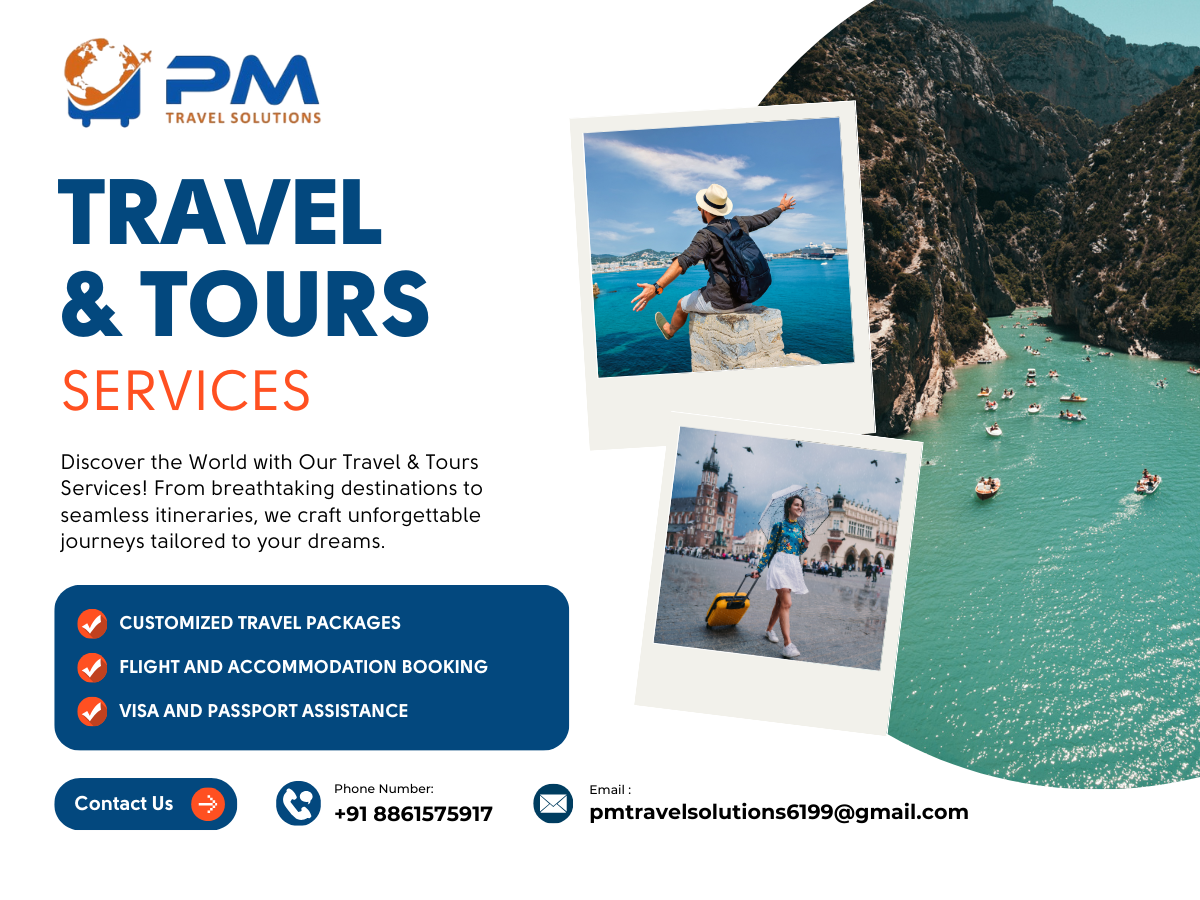 PM
TRAVEL SOLUTIONS
TRAVEL
& TOURS
SERVICES
Discover the World with Our Travel & Tours
Services! From breathtaking destinations to
seamless itineraries, we craft unforgettable
journeys tailored to your dreams.
CUSTOMIZED TRAVEL PACKAGES
FLIGHT AND ACCOMMODATION BOOKING
VISA AND PASSPORT ASSISTANCE
Contact Us
Phone Number:
+91 8861575917
Email :
pmtravelsolutions6199@gmail.com